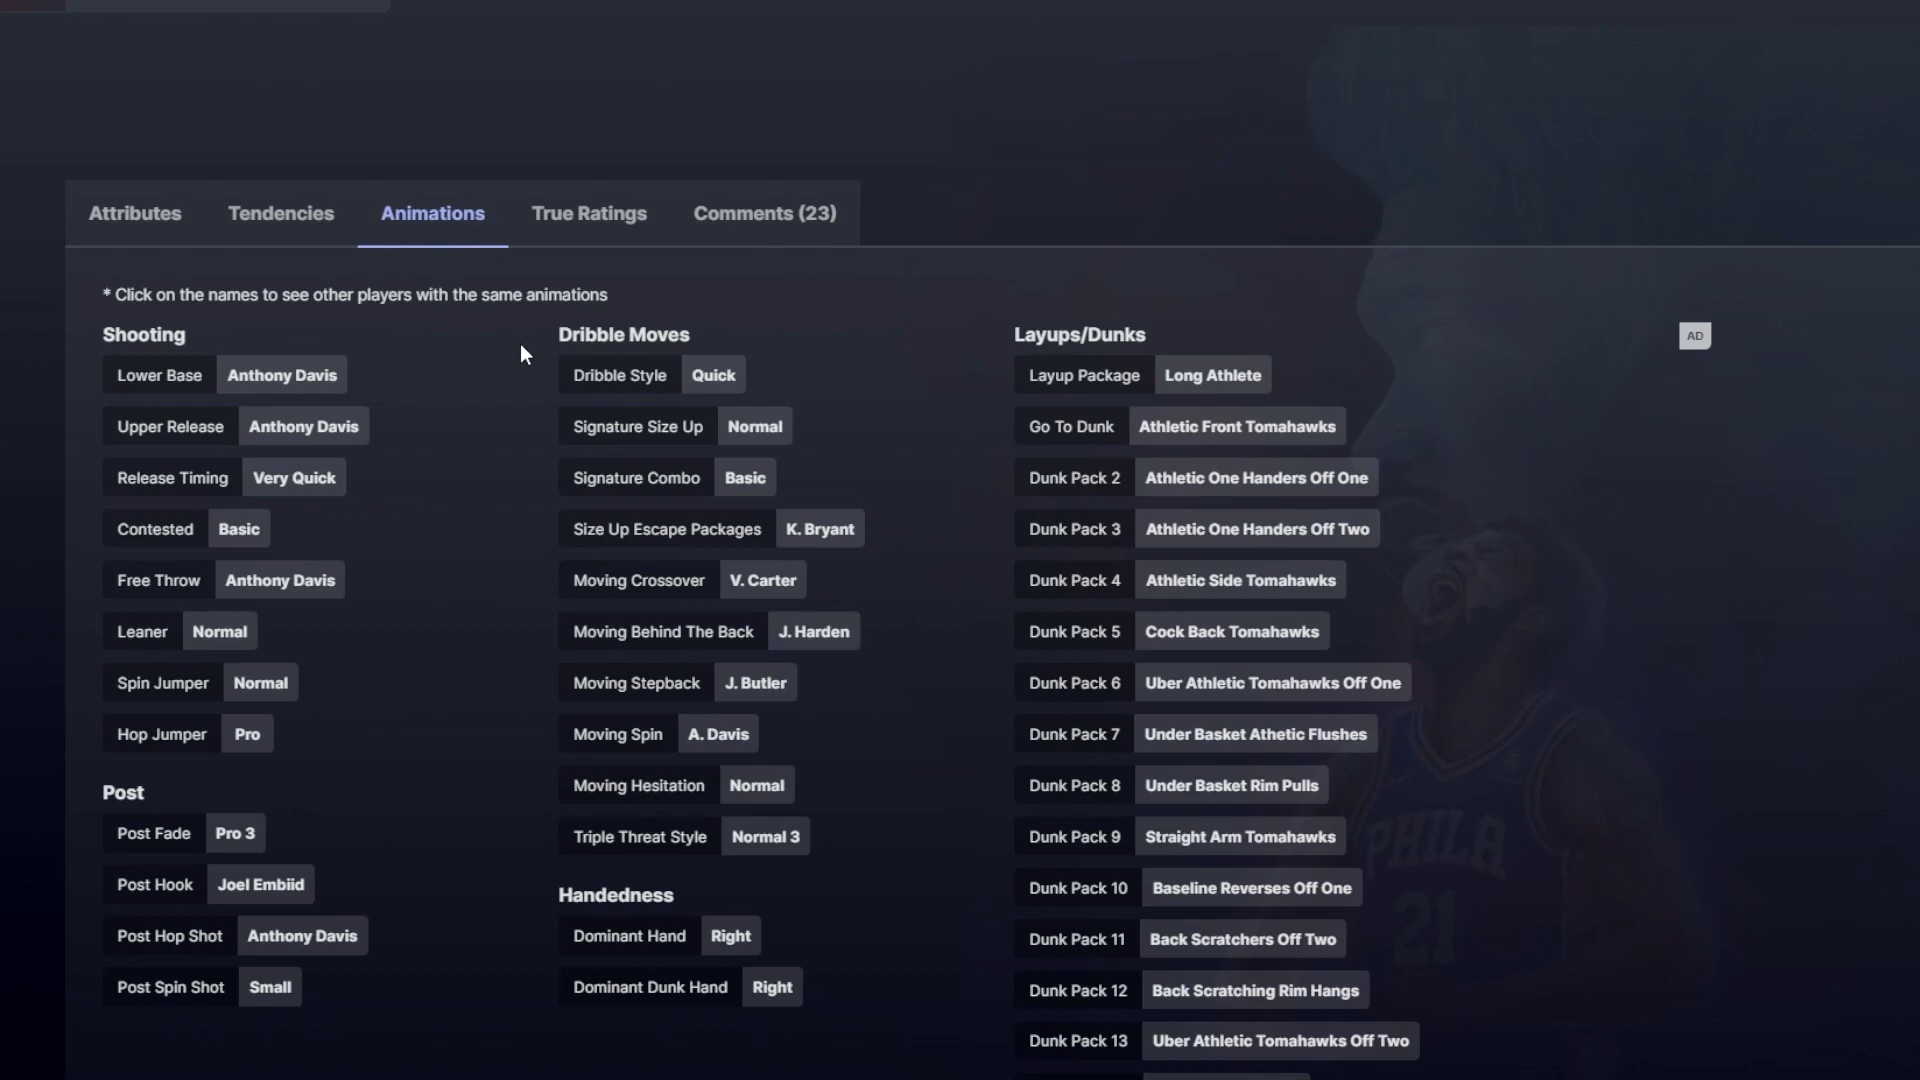 Attributes
Tendencies
Animations
True Ratings
Comments (23)
* Click on the names to see other players with the same animations
Shooting
Lower Base Anthony Davis
Upper Release Anthony Davis
Release Timing Very Quick
Contested Basic
Free Throw Anthony Davis
Leaner Normal
Spin Jumper Normal
Hop Jumper Pro
Post
Post Fade Pro 3
Post Hook Joel Embiid
Post Hop Shot Anthony Davis
Post Spin Shot Small
Dribble Moves
Dribble Style Quick
Signature Size Up Normal
Signature Combo Basic
Size Up Escape Packages K. Bryant
Moving Crossover V. Carter
Moving Behind The Back J. Harden
Moving Stepback J. Butler
Moving Spin A. Davis
Moving Hesitation Normal
Triple Threat Style Normal 3
Handedness
Dominant Hand Right
Dominant Dunk Hand Right
Layups/Dunks
Layup Package Long Athlete
Go To Dunk Athletic Front Tomahawks
Dunk Pack 2 Athletic One Handers Off One
Dunk Pack 3 Athletic One Handers Off Two
Dunk Pack 4 Athletic Side Tomahawks
Dunk Pack 5 Cock Back Tomahawks
Dunk Pack 6 Uber Athletic Tomahawks Off One
Dunk Pack 7 Under Basket Athetic Flushes
Dunk Pack 8 Under Basket Rim Pulls
Dunk Pack 9 Straight Arm Tomahawks
Dunk Pack 10 Baseline Reverses Off One
Dunk Pack 11 Back Scratchers Off Two
Dunk Pack 12 Back Scratching Rim Hangs
Dunk Pack 13 Uber Athletic Tomahawks Off Two
AD
PHILA
21